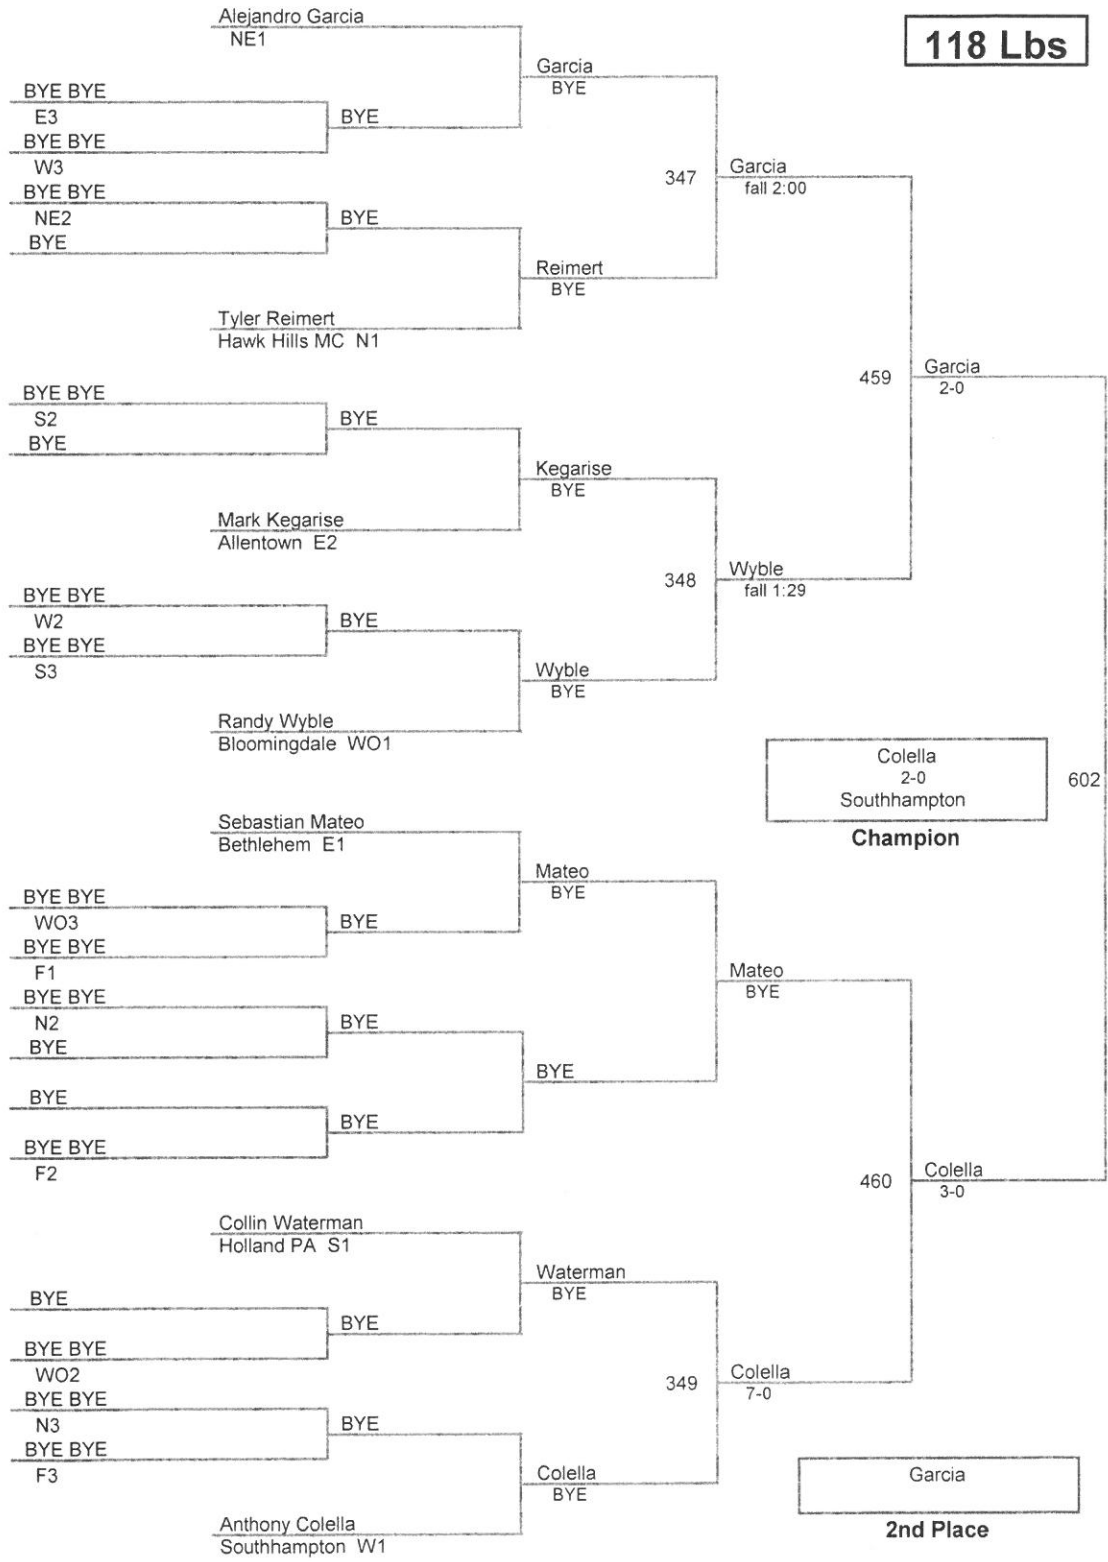 118 Lbs
Alejandro Garcia
NE1
Garcia
BYE
BYE BYE
E3
BYE
BYE BYE
W3
347
Garcia
fall 2:00
BYE BYE
NE2
BYE
BYE
Reimert
BYE
Tyler Reimert
Hawk Hills MC N1
459
Garcia
2-0
BYE BYE
S2
BYE
BYE
Kegarise
BYE
Mark Kegarise
Allentown E2
348
Wyble
fall 1:29
BYE BYE
W2
BYE
BYE BYE
S3
Wyble
BYE
Randy Wyble
Bloomingdale WO1
Colella
2-0
Southhampton
Champion
602
Sebastian Mateo
Bethlehem E1
Mateo
BYE
BYE BYE
WO3
BYE
BYE BYE
F1
Mateo
BYE
BYE BYE
N2
BYE
BYE
BYE
BYE
BYE
BYE BYE
F2
460
Colella
3-0
Collin Waterman
Holland PA S1
Waterman
BYE
BYE
BYE
BYE BYE
WO2
349
Colella
7-0
BYE BYE
N3
BYE
BYE BYE
F3
Colella
BYE
Anthony Colella
Southhampton W1
Garcia
2nd Place